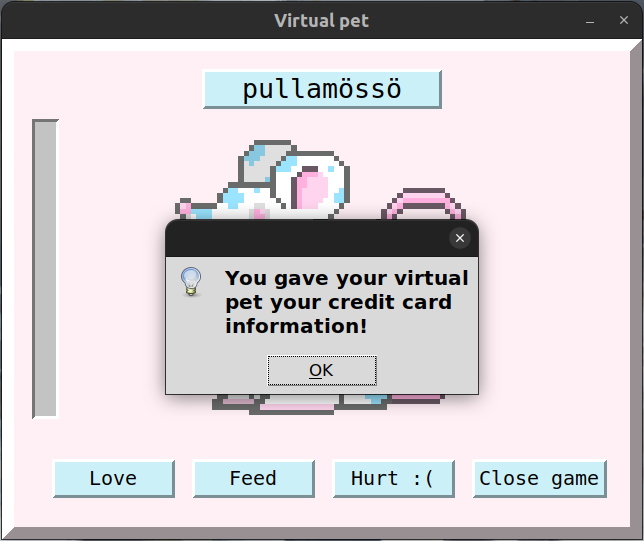 Virtual pet
pullamössö
You gave your virtual
pet your credit card
information!
OK
Love
Feed
Hurt :(
Close game